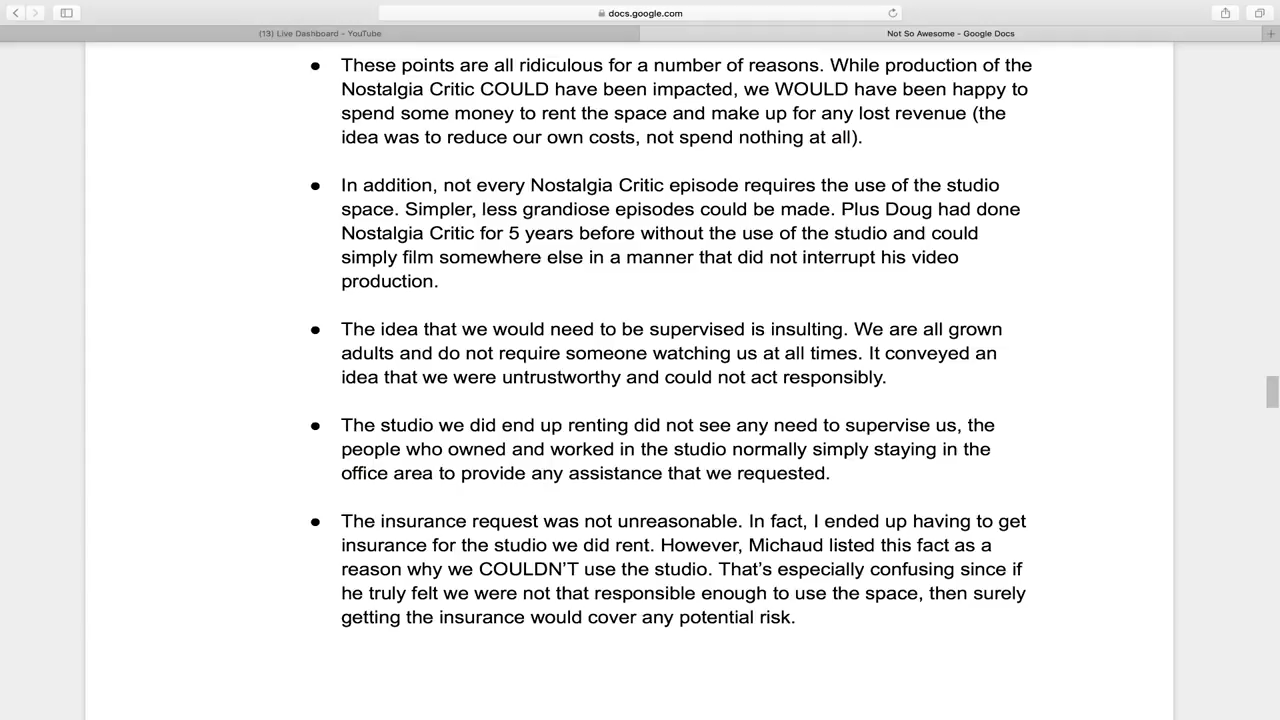 docs.google.com
(13) Live Dashboard - YouTube
Not So Awesome - Google Docs
● These points are all ridiculous for a number of reasons. While production of the
Nostalgia Critic COULD have been impacted, we WOULD have been happy to
spend some money to rent the space and make up for any lost revenue (the
idea was to reduce our own costs, not spend nothing at all).
● In addition, not every Nostalgia Critic episode requires the use of the studio
space. Simpler, less grandiose episodes could be made. Plus Doug had done
Nostalgia Critic for 5 years before without the use of the studio and could
simply film somewhere else in a manner that did not interrupt his video
production.
● The idea that we would need to be supervised is insulting. We are all grown
adults and do not require someone watching us at all times. It conveyed an
idea that we were untrustworthy and could not act responsibly.
● The studio we did end up renting did not see any need to supervise us, the
people who owned and worked in the studio normally simply staying in the
office area to provide any assistance that we requested.
● The insurance request was not unreasonable. In fact, I ended up having to get
insurance for the studio we did rent. However, Michaud listed this fact as a
reason why we COULDN'T use the studio. That's especially confusing since if
he truly felt we were not that responsible enough to use the space, then surely
getting the insurance would cover any potential risk.